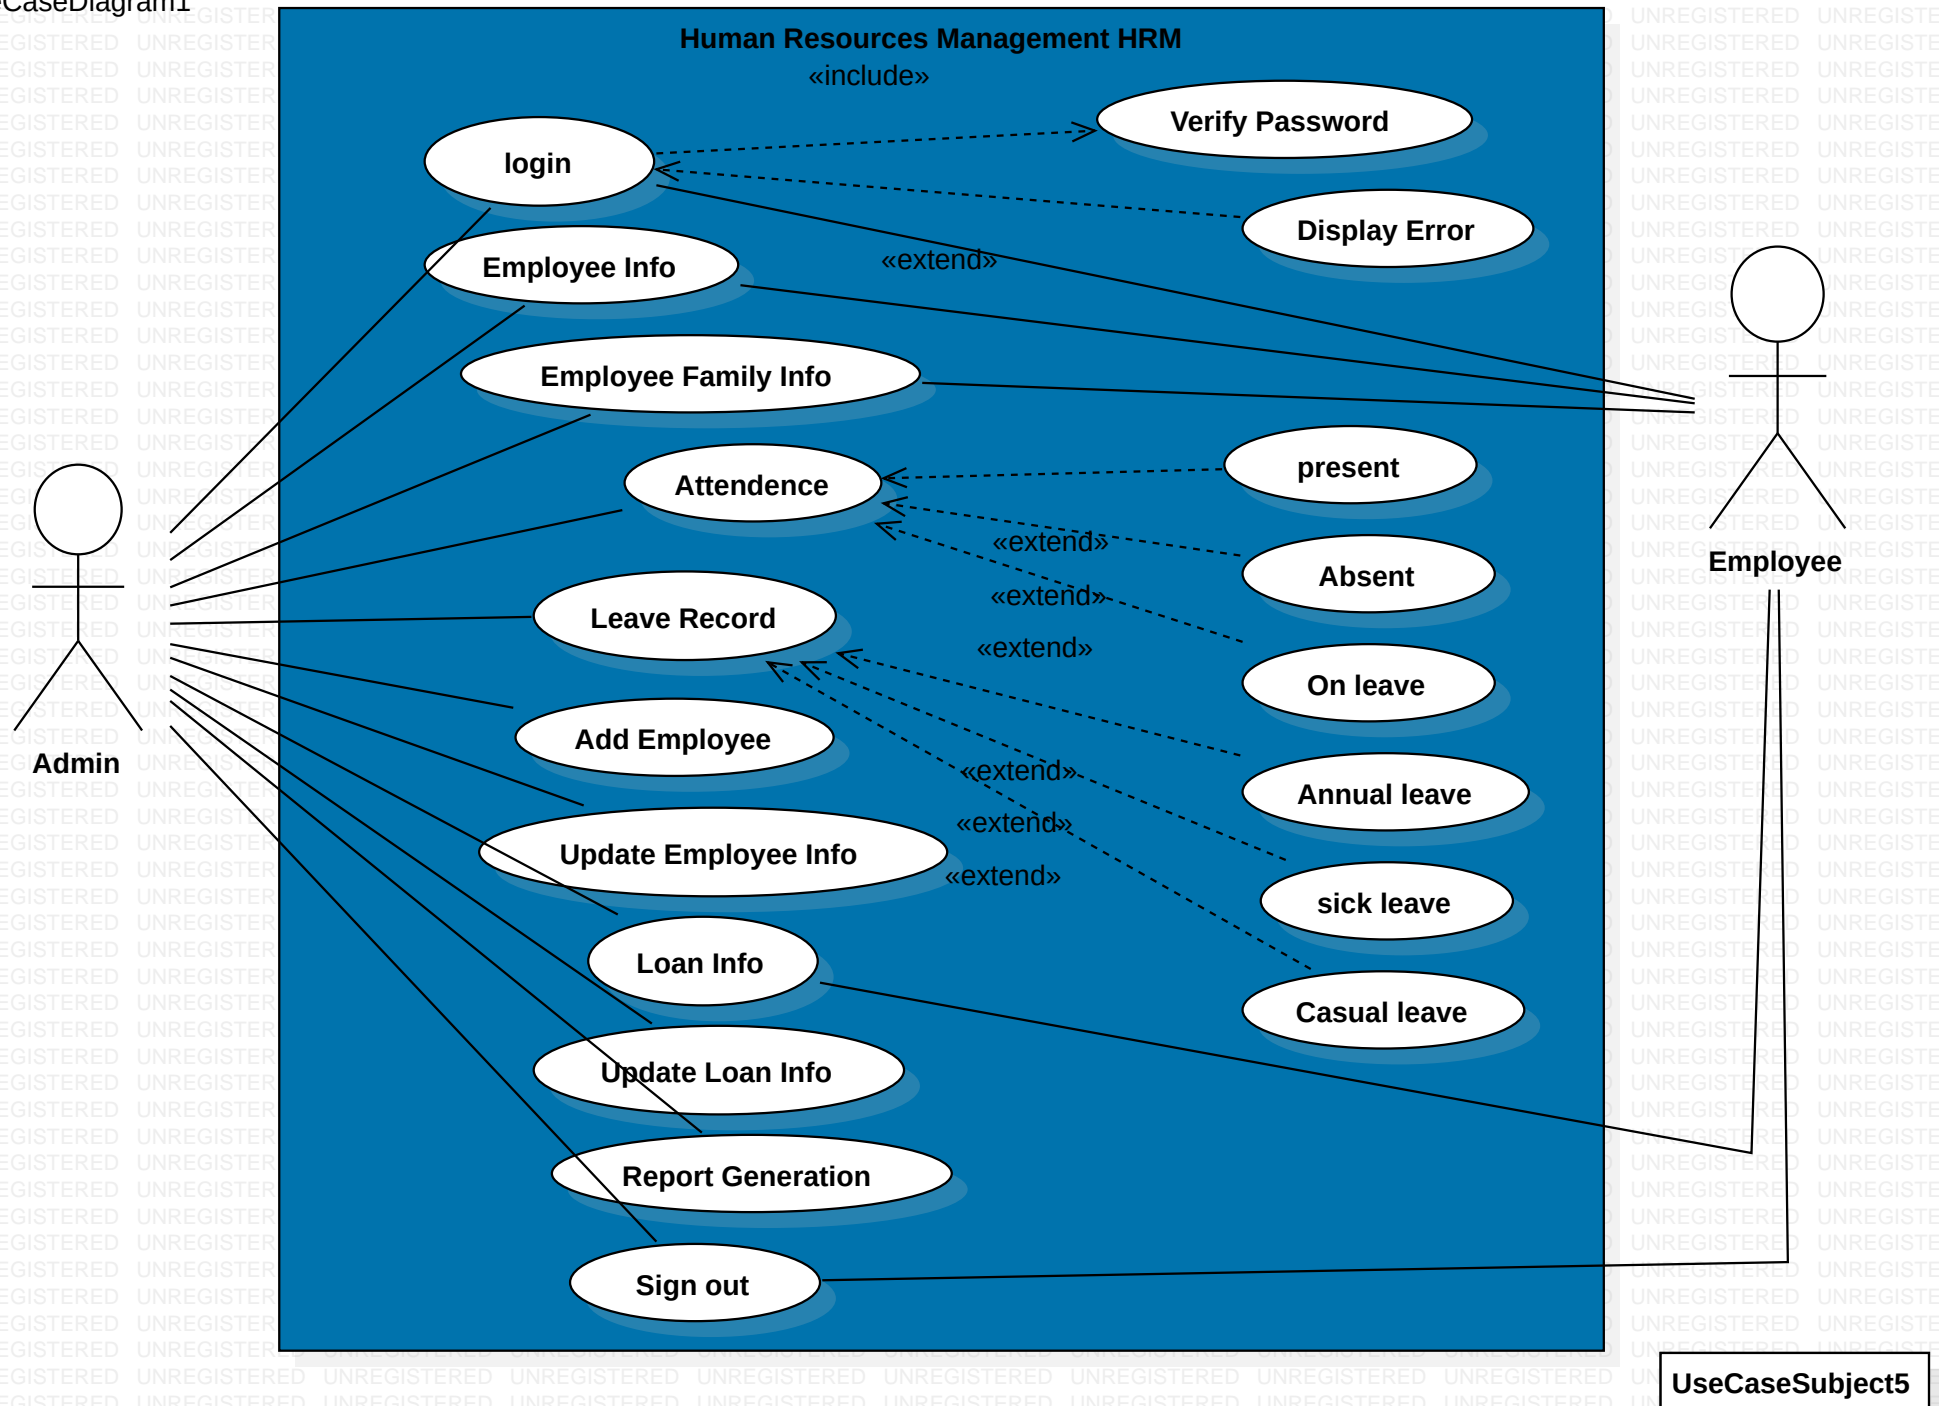 eCaseDiagram1
Human Resources Management HRM
«include»
Verify Password
login
Display Error
«extend»
Employee Info
Employee Family Info
present
Attendence
«extend»
Employee
Absent
«extend»
Leave Record
«extend»
On leave
Add Employee
Admin
«extend»
Annual leave
«extend»
Update Employee Info
«extend»
sick leave
Loan Info
Casual leave
Update Loan Info
Report Generation
Sign out
UseCaseSubject5
UNREGISTERED